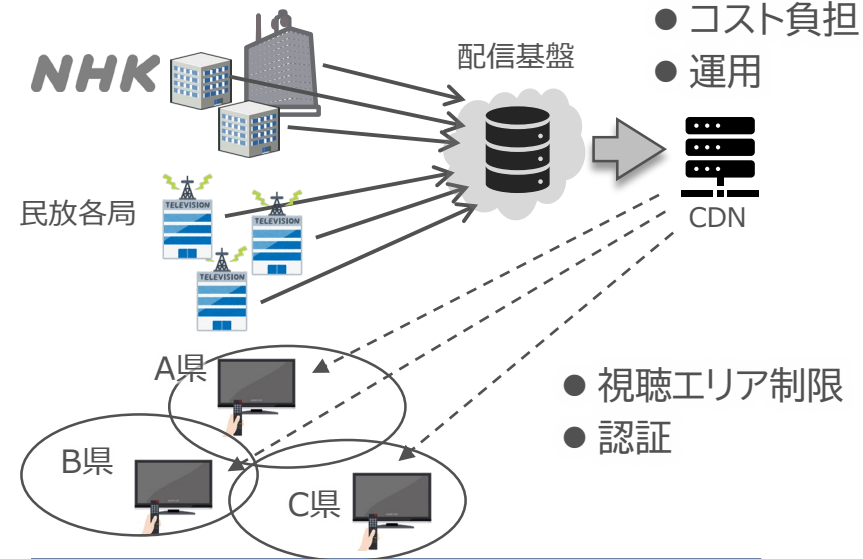 ● コスト負担
● 運用
配信基盤
NHK
民放各局
TELEVISION
TELEVISION
TELEVISION
CDN
A県
B県
C県
● 視聴エリア制限
● 認証